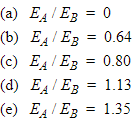 (a) E_A / E_B = 0
(b) E_A / E_B = 0.64
(c) E_A / E_B = 0.80
(d) E_A / E_B = 1.13
(e) E_A / E_B = 1.35